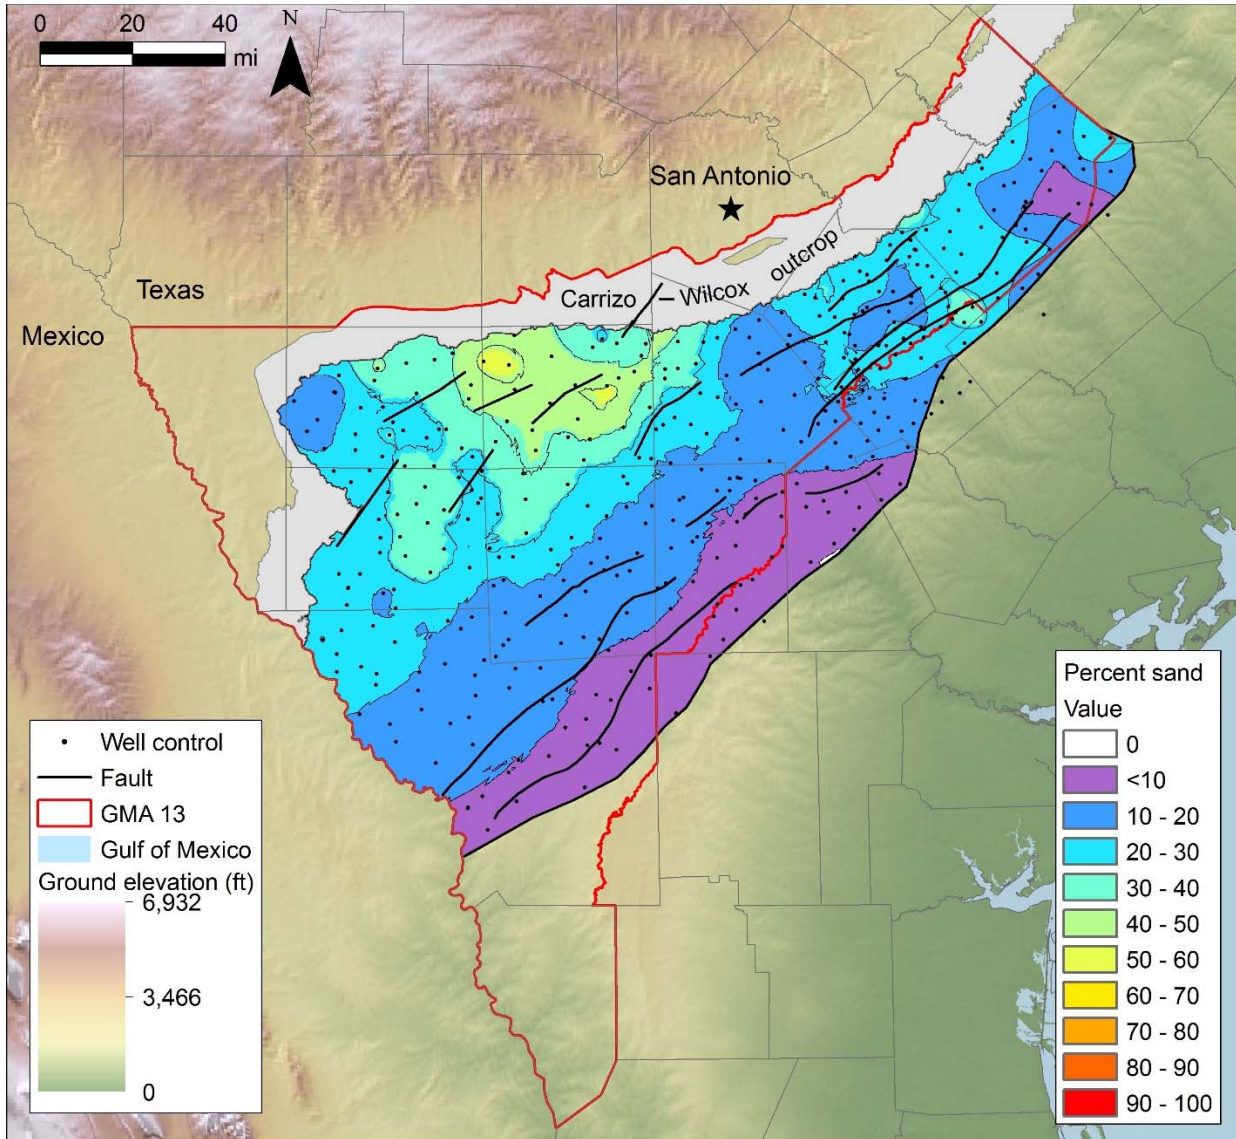 0 20 40
mi
N
San Antonio
Texas
Mexico
Carrizo – Wilcox outcrop
Well control
Fault
GMA 13
Gulf of Mexico
Ground elevation (ft)
6,932
3,466
0
Percent sand
Value
0
<10
10 - 20
20 - 30
30 - 40
40 - 50
50 - 60
60 - 70
70 - 80
80 - 90
90 - 100